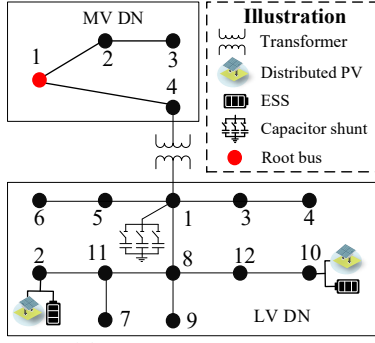 MV DN
1
2
3
4
Illustration
Transformer
Distributed PV
ESS
Capacitor shunt
Root bus
6
5
1
3
4
2
11
8
12
10
7
9
LV DN